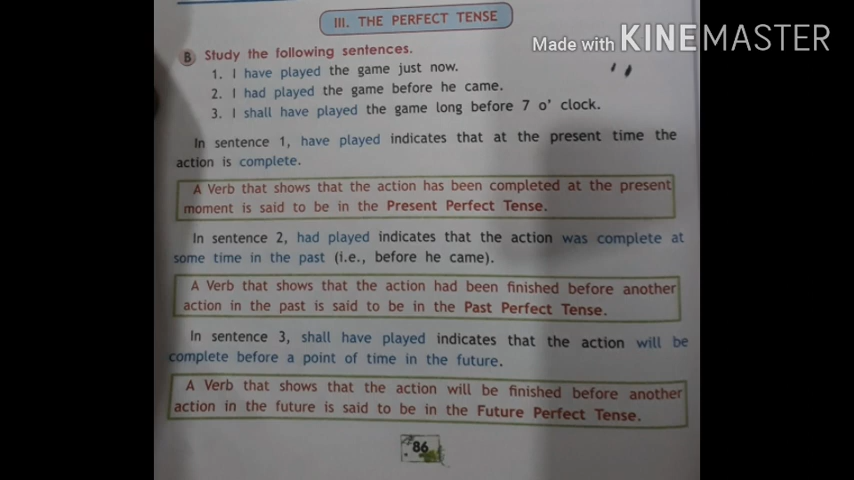 III. THE PERFECT TENSE
Made with KINEMASTER
B Study the following sentences.
1. I have played the game just now.
2. I had played the game before he came.
3. I shall have played the game long before 7 o' clock.
In sentence 1, have played indicates that at the present time the
action is complete.
A Verb that shows that the action has been completed at the present
moment is said to be in the Present Perfect Tense.
In sentence 2, had played indicates that the action was complete at
some time in the past (i.e., before he came).
A Verb that shows that the action had been finished before another
action in the past is said to be in the Past Perfect Tense.
In sentence 3, shall have played indicates that the action will be
complete before a point of time in the future.
A Verb that shows that the action will be finished before another
action in the future is said to be in the Future Perfect Tense.
86